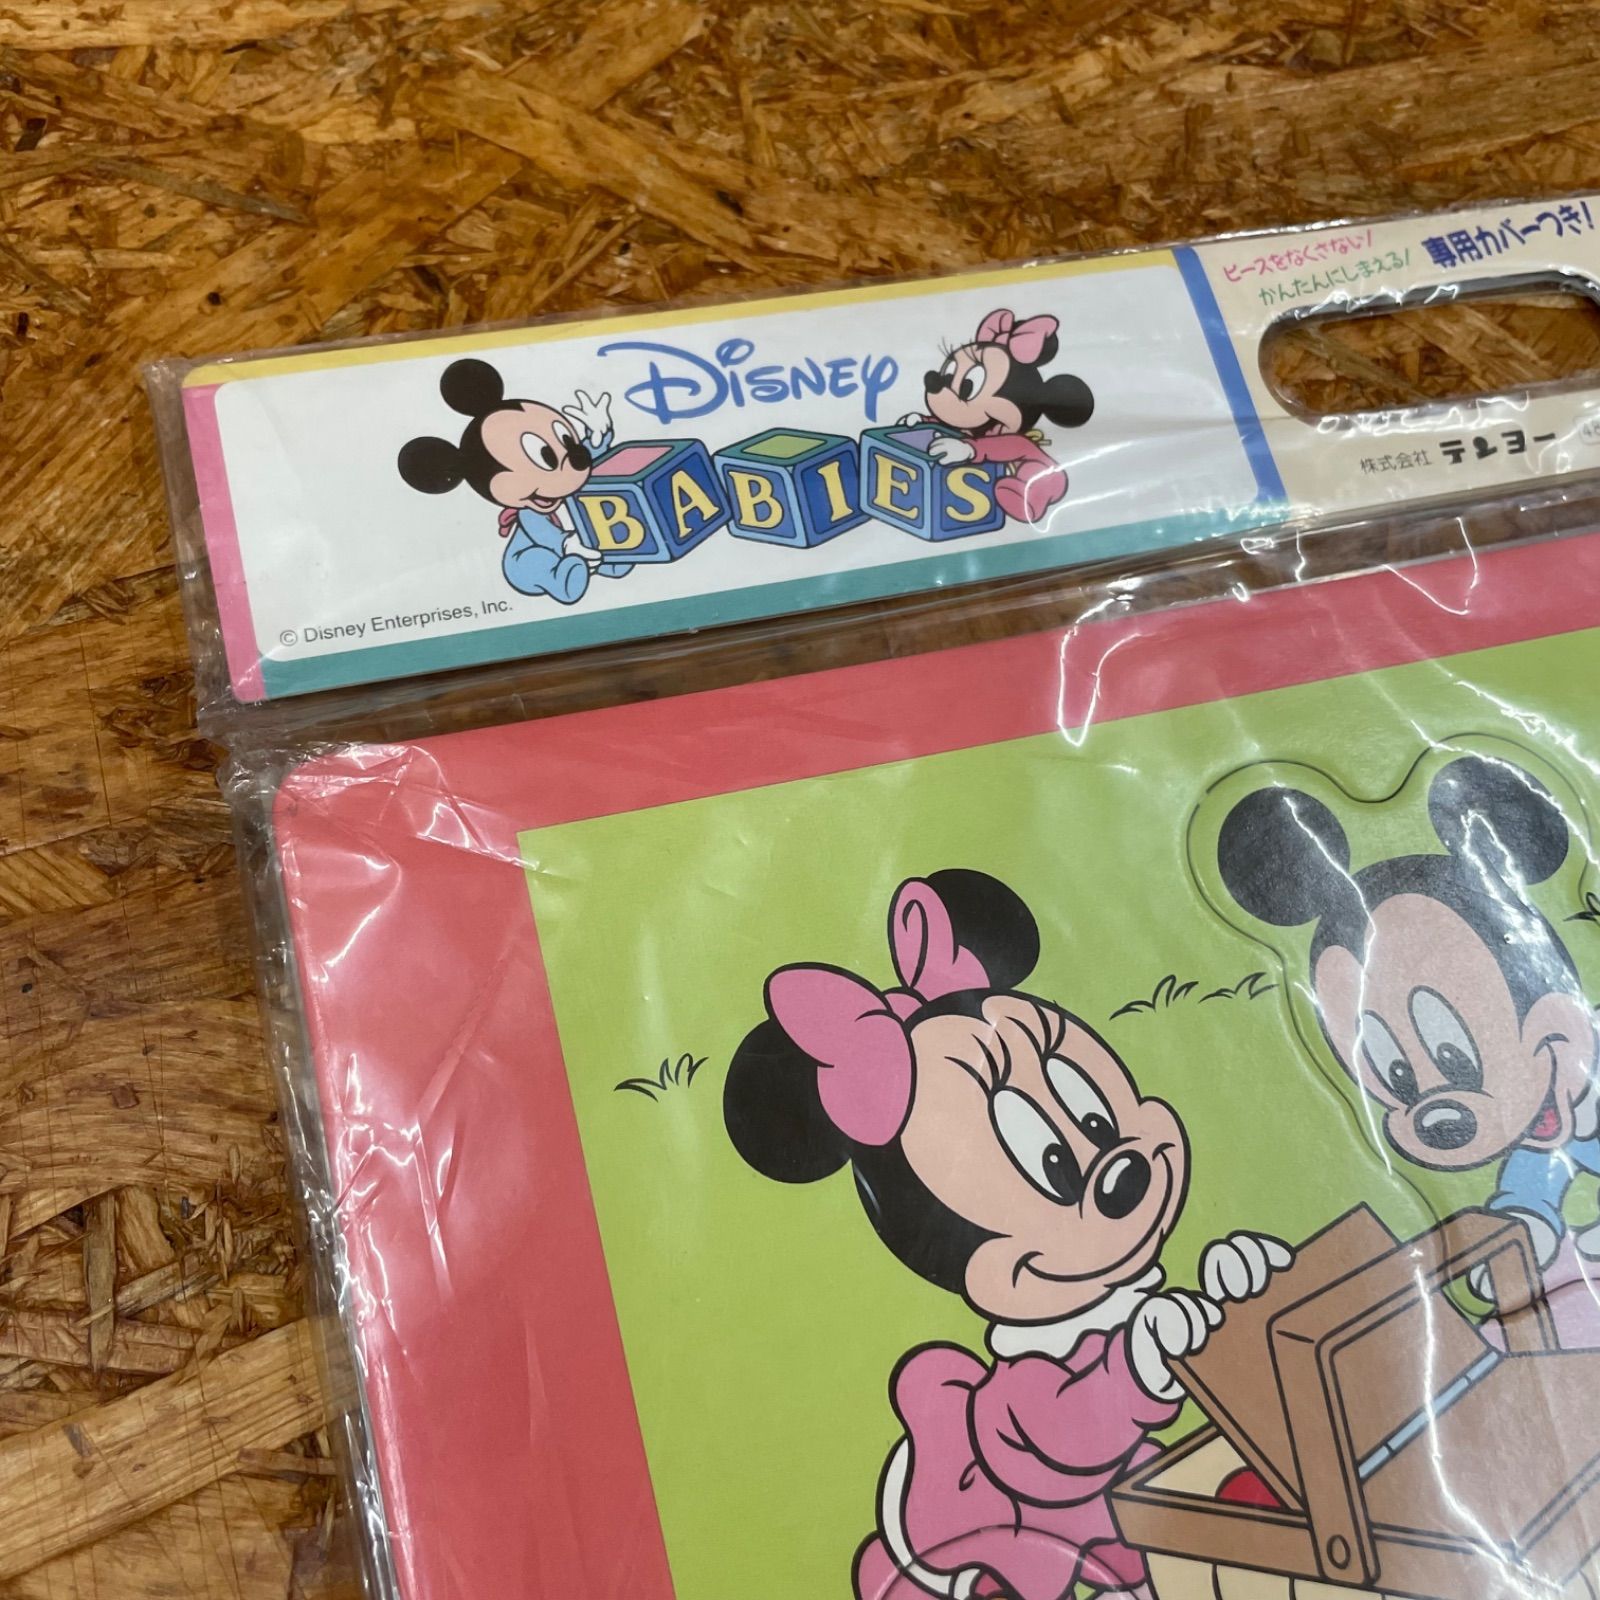 Disney
BABIES
© Disney Enterprises, Inc.
ピースをなくさない!
かんたんにしまえる!
専用カバーつき!
株式会社 テンヨー